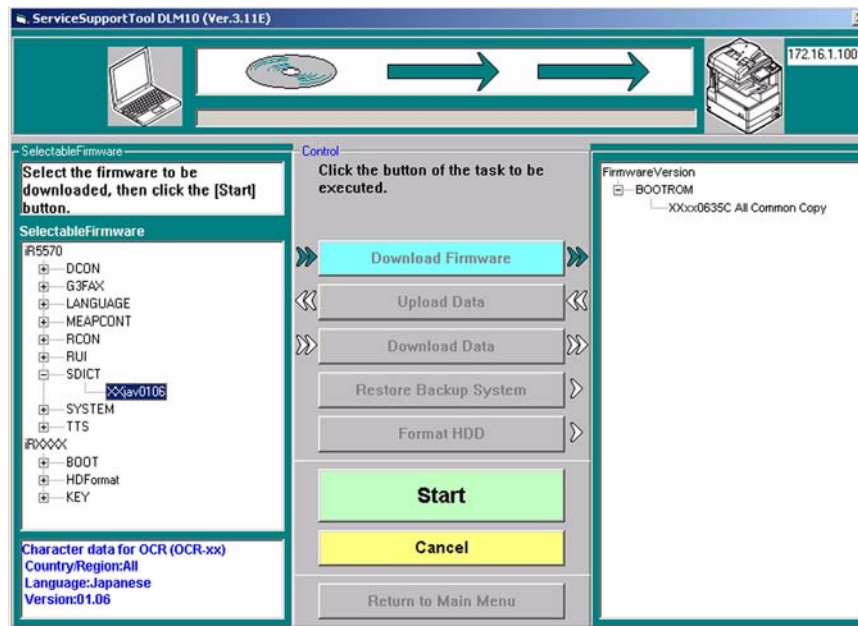 ServiceSupportTool DLM10 (Ver.3.11E)
172.16.1.100
SelectableFirmware
Select the firmware to be
downloaded, then click the [Start]
button.
SelectableFirmware
iR5570
DCON
G3FAX
LANGUAGE
MEAPCONT
RCON
RUI
SDICT
XXjav0106
SYSTEM
TTS
iRXXXX
BOOT
HDFormat
KEY
Character data for OCR (OCR-xx)
Country/Region:All
Language:Japanese
Version:01.06
Control
Click the button of the task to be
executed.
Download Firmware
Upload Data
Download Data
Restore Backup System
Format HDD
Start
Cancel
Return to Main Menu
FirmwareVersion
BOOTROM
XXxx0635C All Common Copy